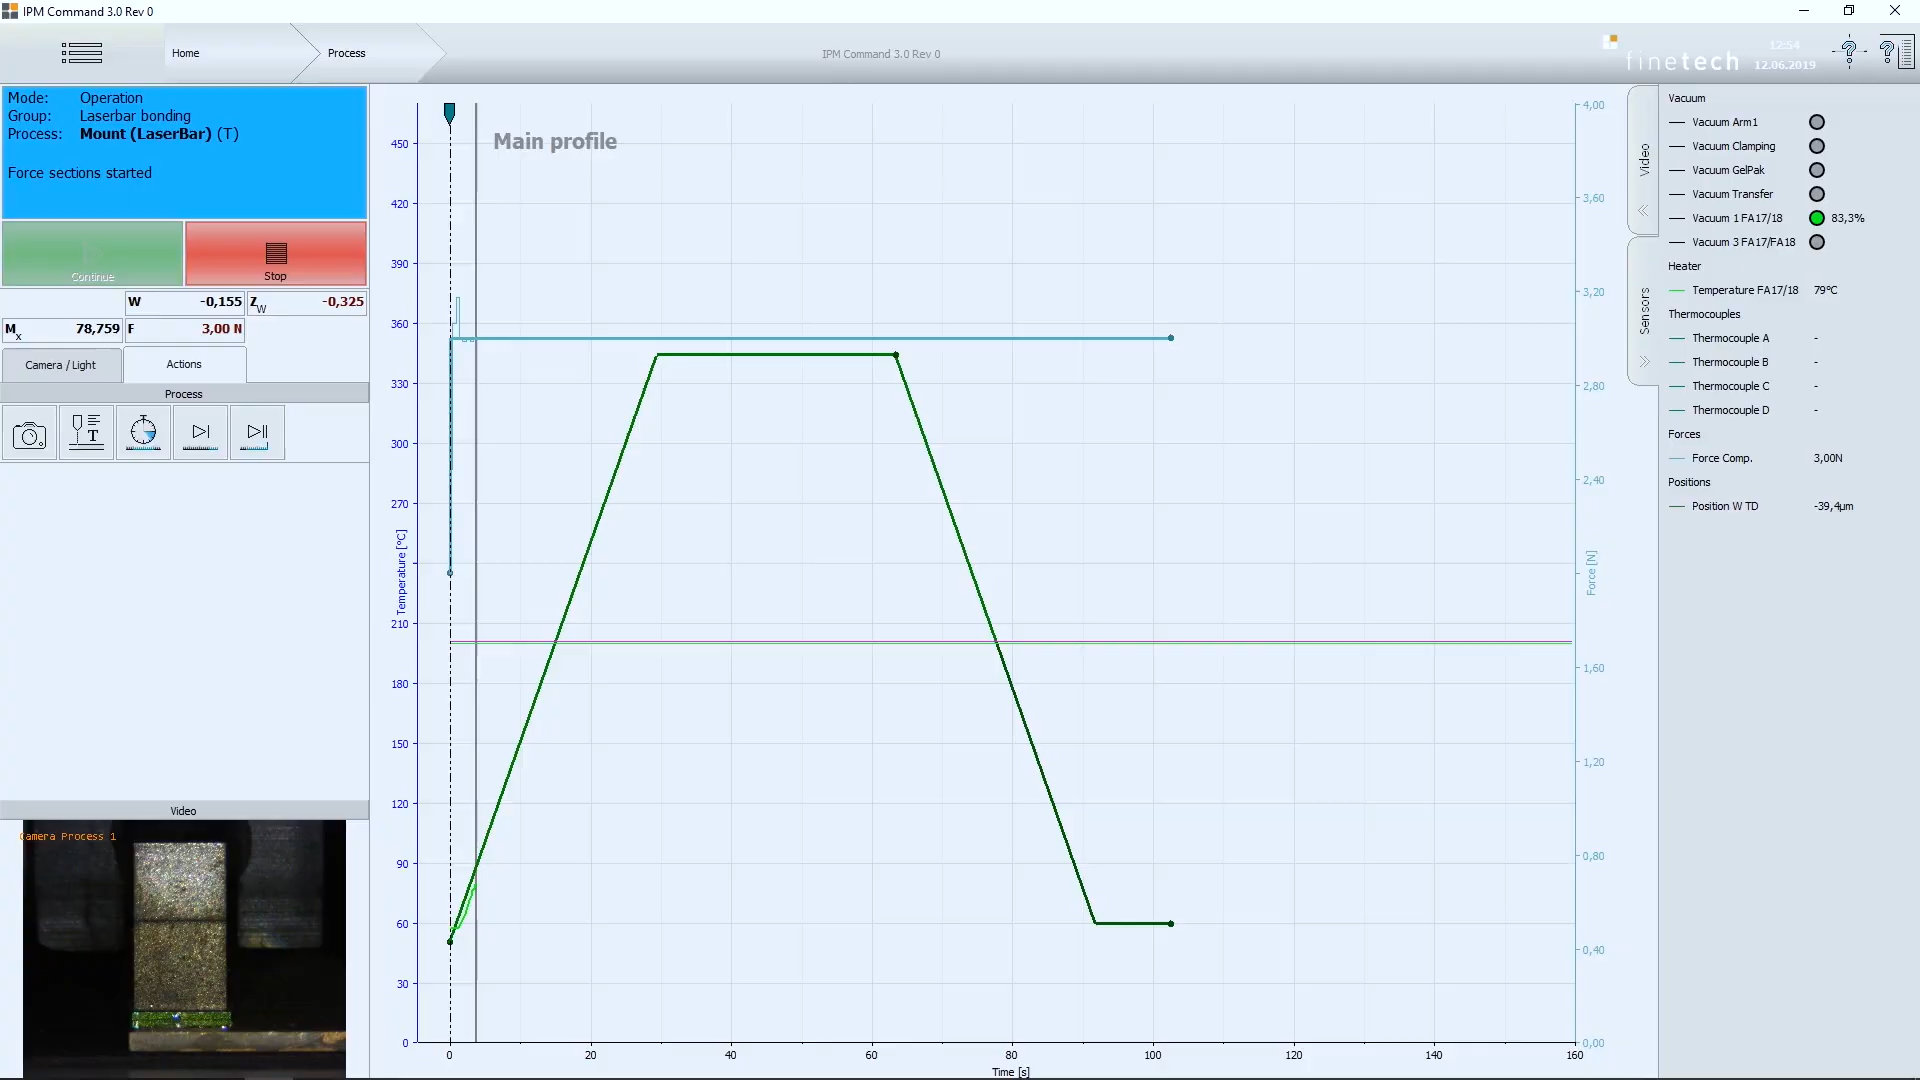 IPM Command 3.0 Rev 0
Home
Process
IPM Command 3.0 Rev 0
finetech
12:54
12.06.2019
Mode: Operation
Group: Laserbar bonding
Process: Mount (LaserBar) (T)
Force sections started
Continue
Stop
W -0,155
Zw -0,325
Mx 78,759
F 3,00 N
Camera / Light
Actions
Process
T
Video
Camera Process 1
Main profile
450
420
390
360
330
300
270
210
180
150
120
90
60
30
0
Temperature [°C]
0 20 40 60 80 100 120 140 160
Time [s]
4,00
3,60
3,20
2,80
2,40
1,60
1,20
0,80
0,40
0,00
Force [N]
Video
Sensors
Vacuum
Vacuum Arm1
Vacuum Clamping
Vacuum GelPak
Vacuum Transfer
Vacuum 1 FA17/18 83,3%
Vacuum 3 FA17/FA18
Heater
Temperature FA17/18 79°C
Thermocouples
Thermocouple A -
Thermocouple B -
Thermocouple C -
Thermocouple D -
Forces
Force Comp. 3,00N
Positions
Position W TD -39,4µm